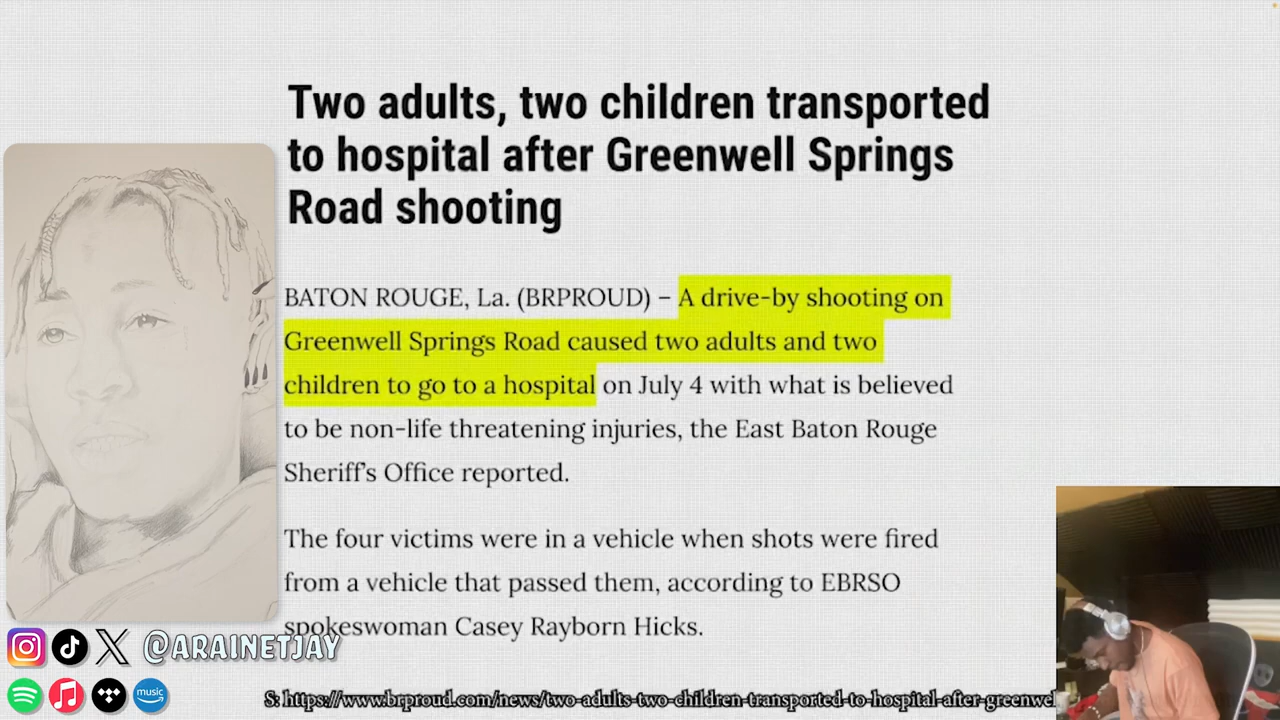 Two adults, two children transported
to hospital after Greenwell Springs
Road shooting
BATON ROUGE, La. (BRPROUD) – A drive-by shooting on
Greenwell Springs Road caused two adults and two
children to go to a hospital on July 4 with what is believed
to be non-life threatening injuries, the East Baton Rouge
Sheriff's Office reported.
The four victims were in a vehicle when shots were fired
from a vehicle that passed them, according to EBRSO
spokeswoman Casey Rayborn Hicks.
@ARAINETJAY
music
S: https://www.brproud.com/news/two-adults-two-children-transported-to-hospital-after-greenwel